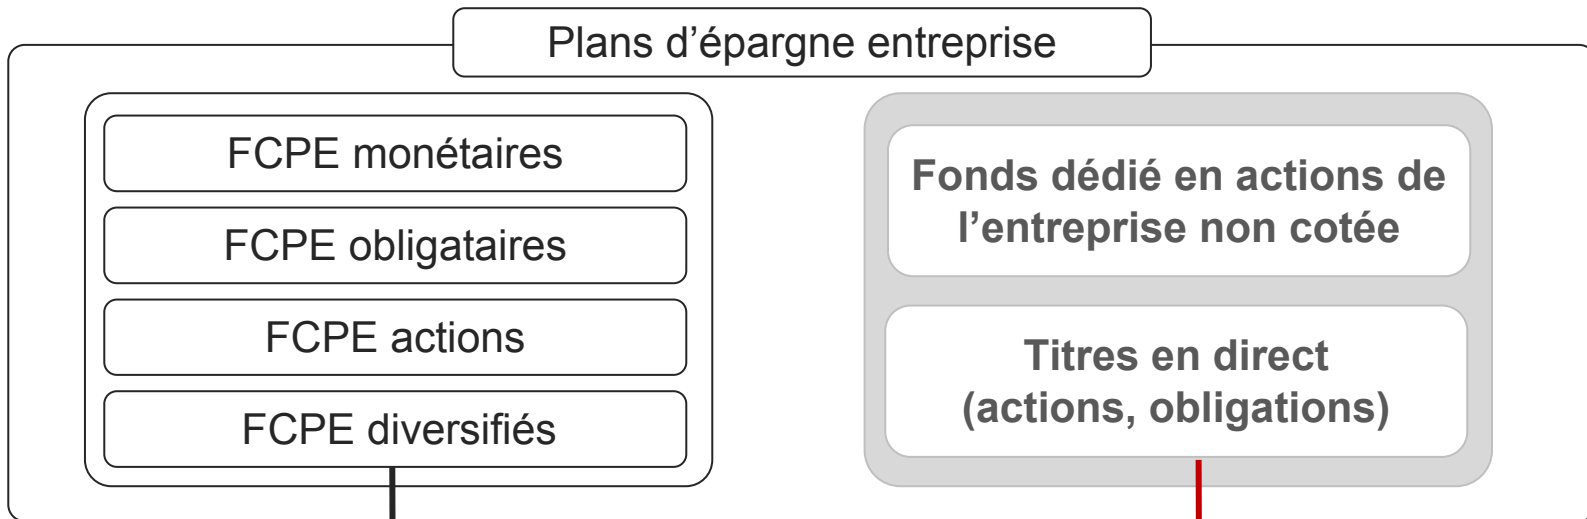 Plans d’épargne entreprise
FCPE monétaires
FCPE obligataires
FCPE actions
FCPE diversifiés
Fonds dédié en actions de
l’entreprise non cotée
Titres en direct
(actions, obligations)